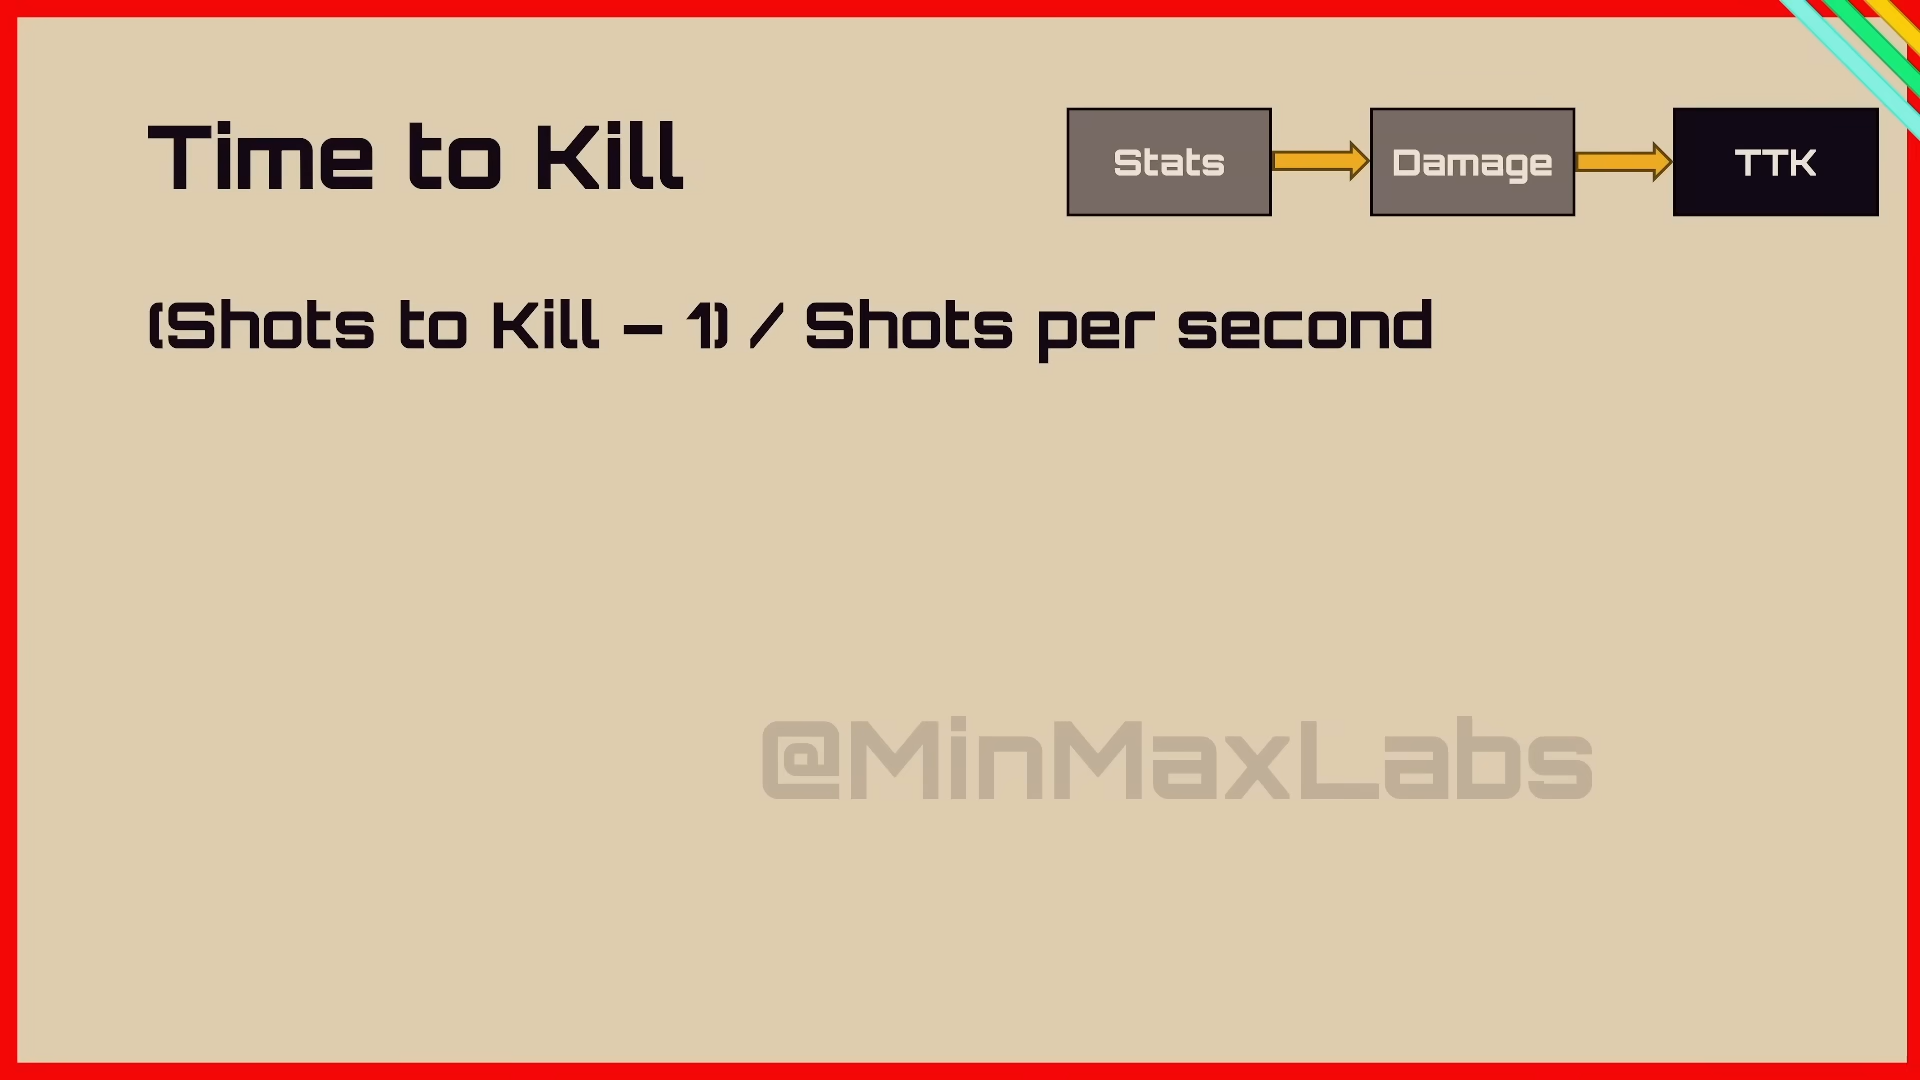 Time to Kill
Stats
Damage
TTK
(Shots to Kill – 1) / Shots per second
@MinMaxLabs